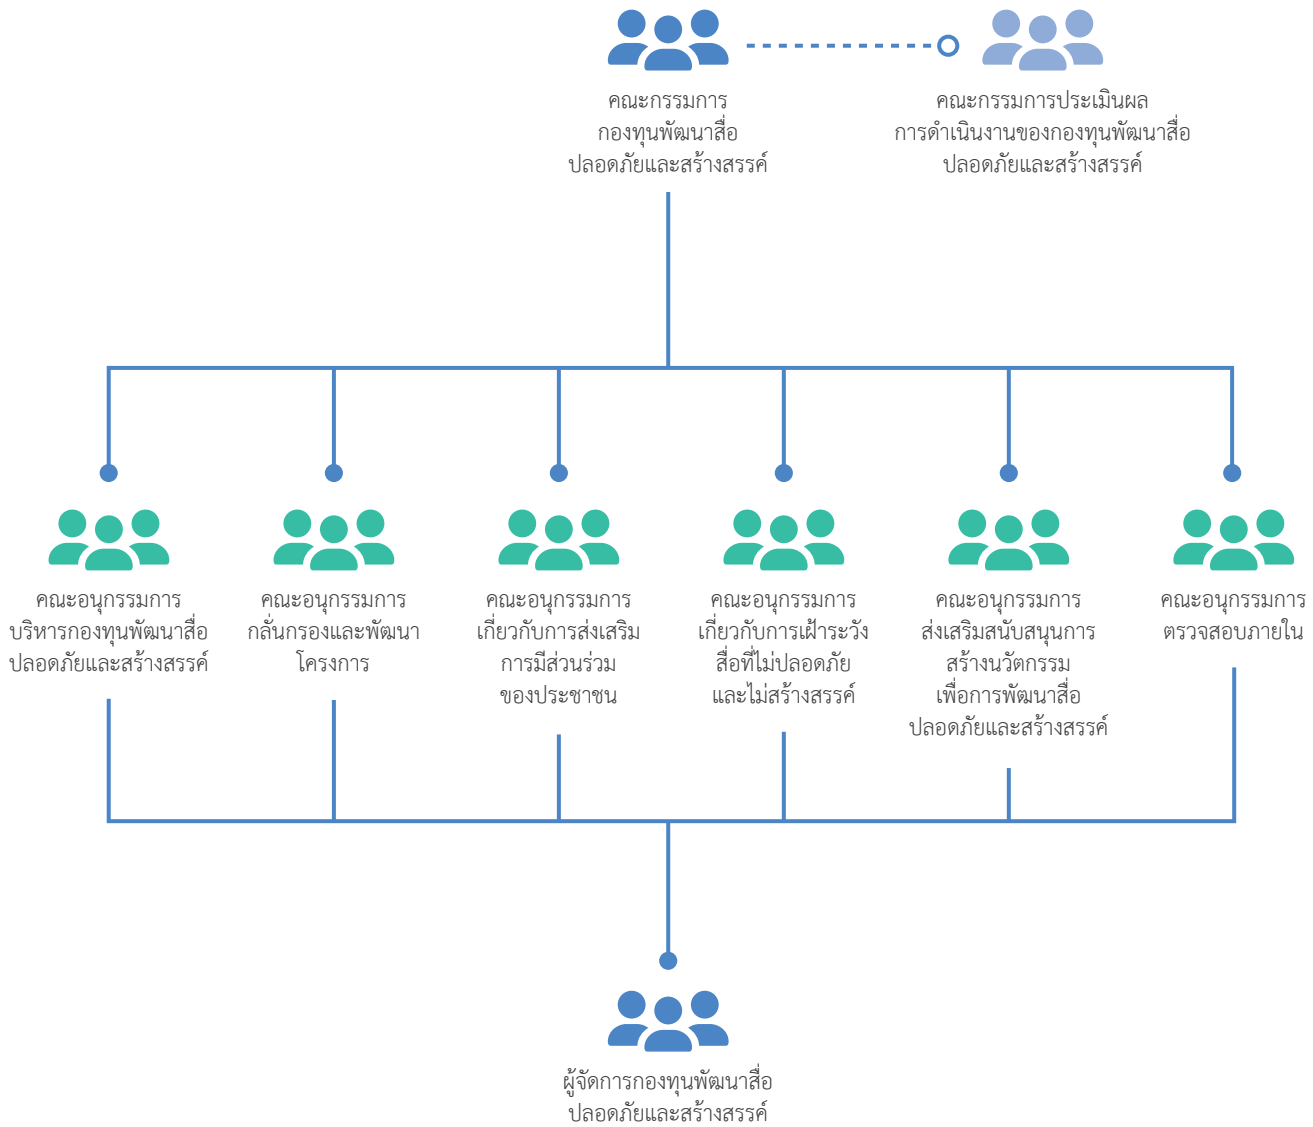 คณะกรรมการ
กองทุนพัฒนาสื่อ
ปลอดภัยและสร้างสรรค์
คณะกรรมการประเมินผล
การดำเนินงานของกองทุนพัฒนาสื่อ
ปลอดภัยและสร้างสรรค์
คณะอนุกรรมการ
บริหารกองทุนพัฒนาสื่อ
ปลอดภัยและสร้างสรรค์
คณะอนุกรรมการ
กลั่นกรองและพัฒนา
โครงการ
คณะอนุกรรมการ
เกี่ยวกับการส่งเสริม
การมีส่วนร่วม
ของประชาชน
คณะอนุกรรมการ
เกี่ยวกับการเฝ้าระวัง
สื่อที่ไม่ปลอดภัย
และไม่สร้างสรรค์
คณะอนุกรรมการ
ส่งเสริมสนับสนุนการ
สร้างนวัตกรรม
เพื่อการพัฒนาสื่อ
ปลอดภัยและสร้างสรรค์
คณะอนุกรรมการ
ตรวจสอบภายใน
ผู้จัดการกองทุนพัฒนาสื่อ
ปลอดภัยและสร้างสรรค์